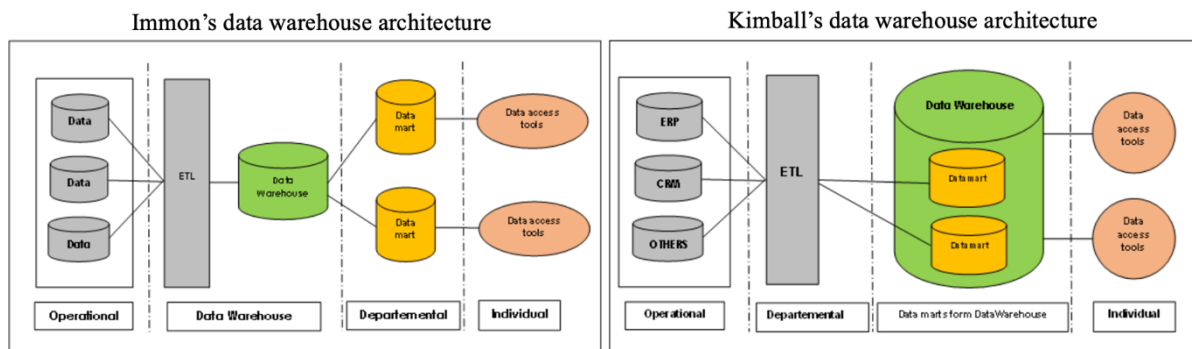 Immon's data warehouse architecture
Data
Data
Data
ETL
Data
Warehouse
Data
mart
Data
mart
Data access
tools
Data access
tools
Operational
Data Warehouse
Departemental
Individual
Kimball's data warehouse architecture
ERP
CRM
OTHERS
ETL
Data Warehouse
Datamart
Datamart
Data
access
tools
Data
access
tools
Operational
Departemental
Data marts form DataWarehouse
Individual